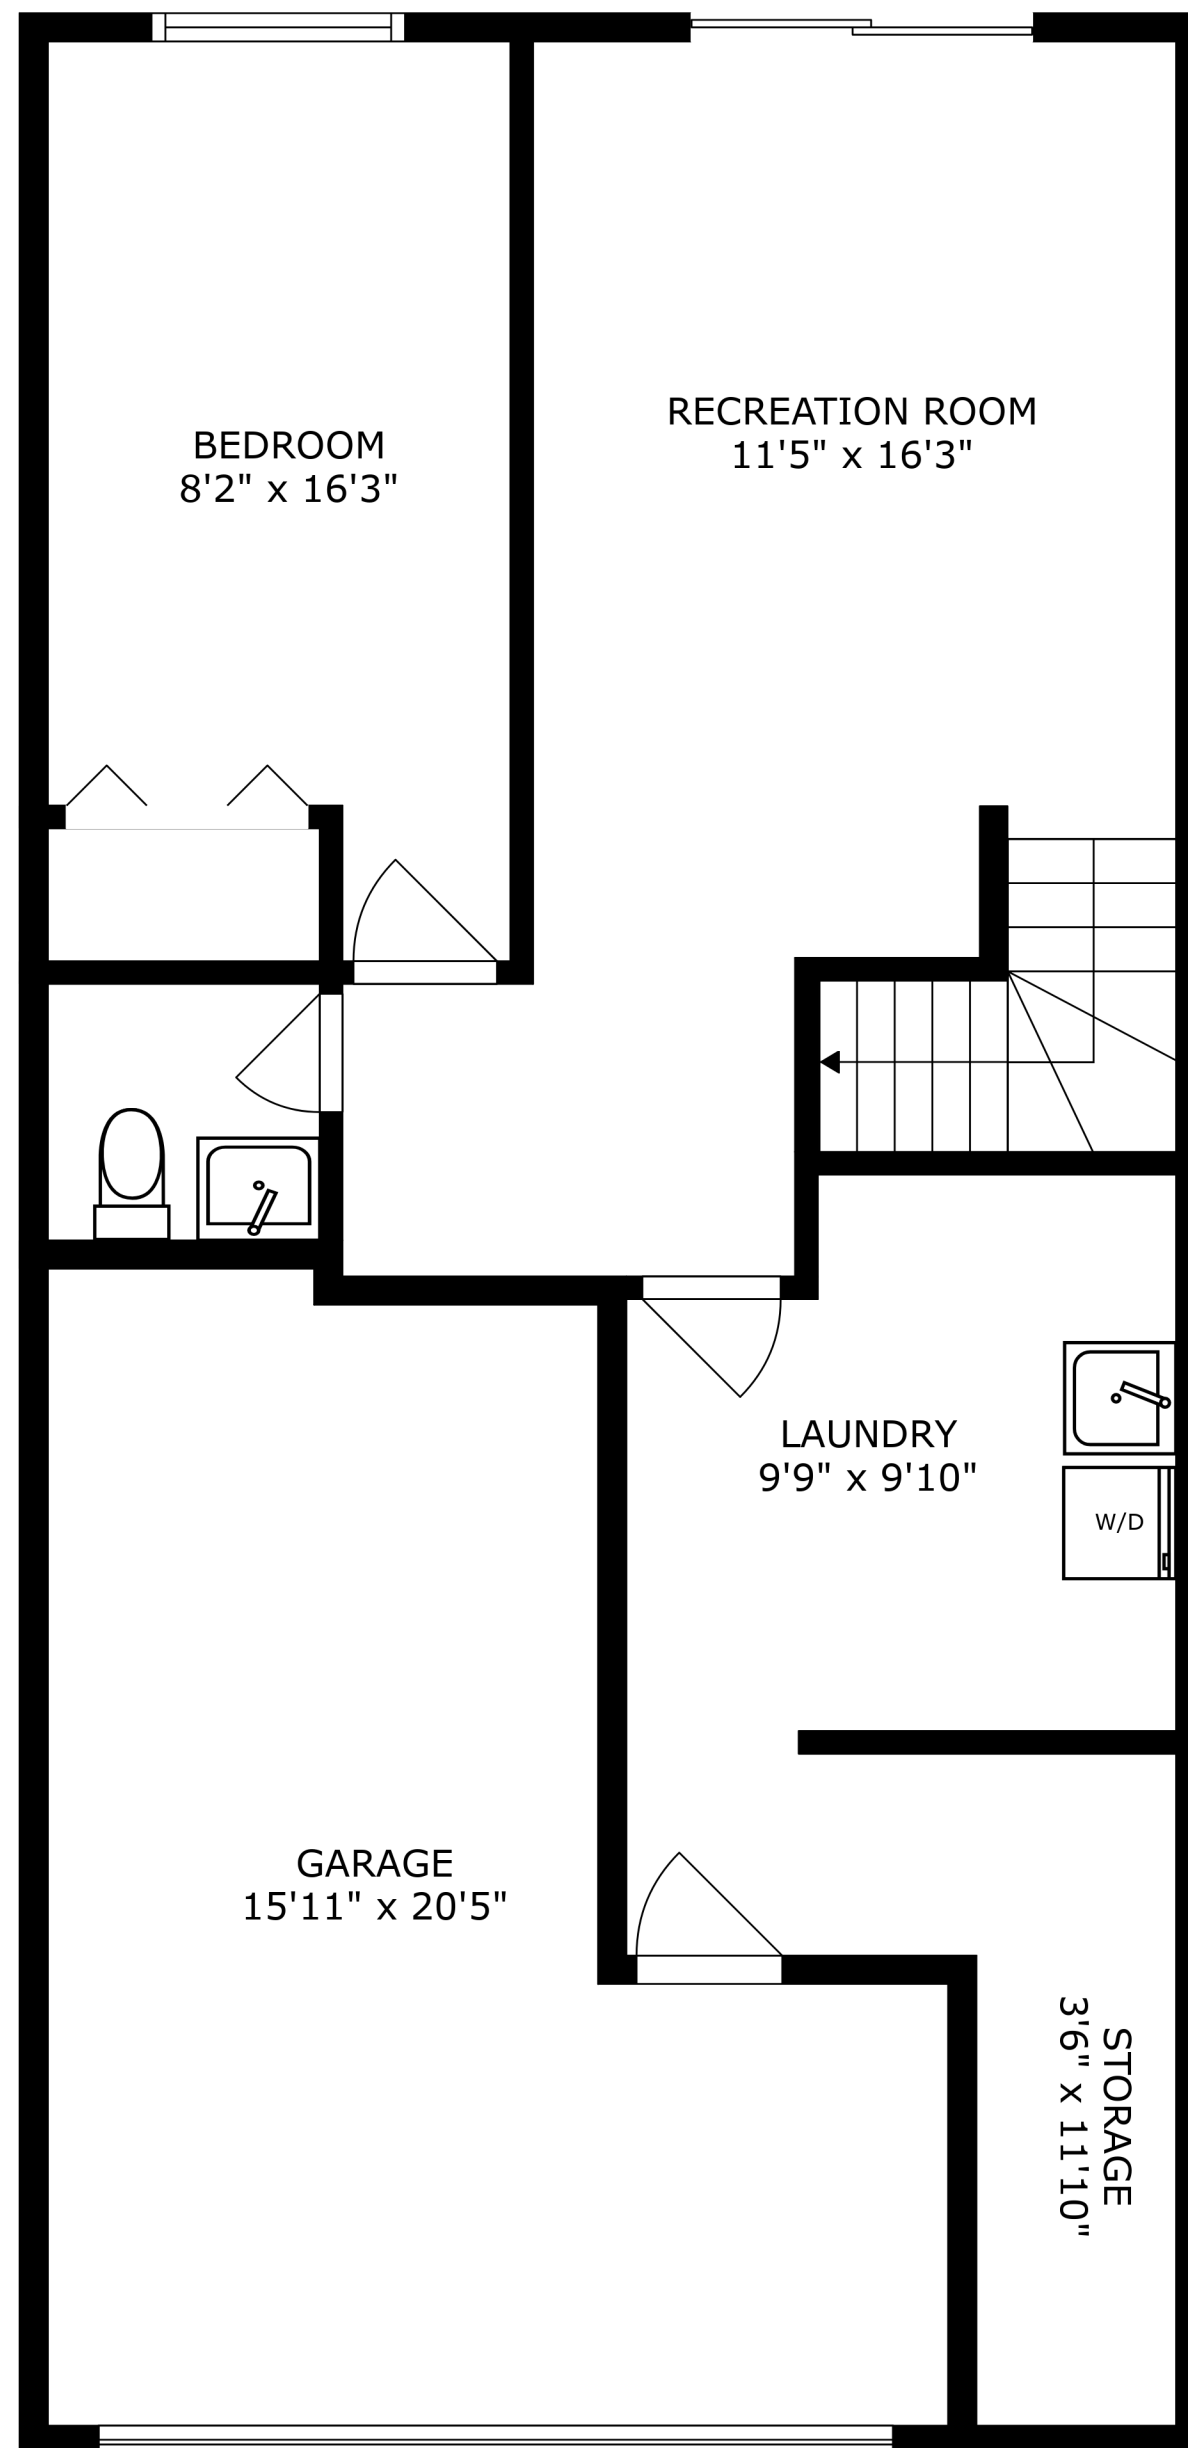 RECREATION ROOM
11'5" x 16'3"
BEDROOM
8'2" x 16'3"
LAUNDRY
9'9" x 9'10"
W/D
GARAGE
15'11" x 20'5"
STORAGE
3'6" x 11'10"